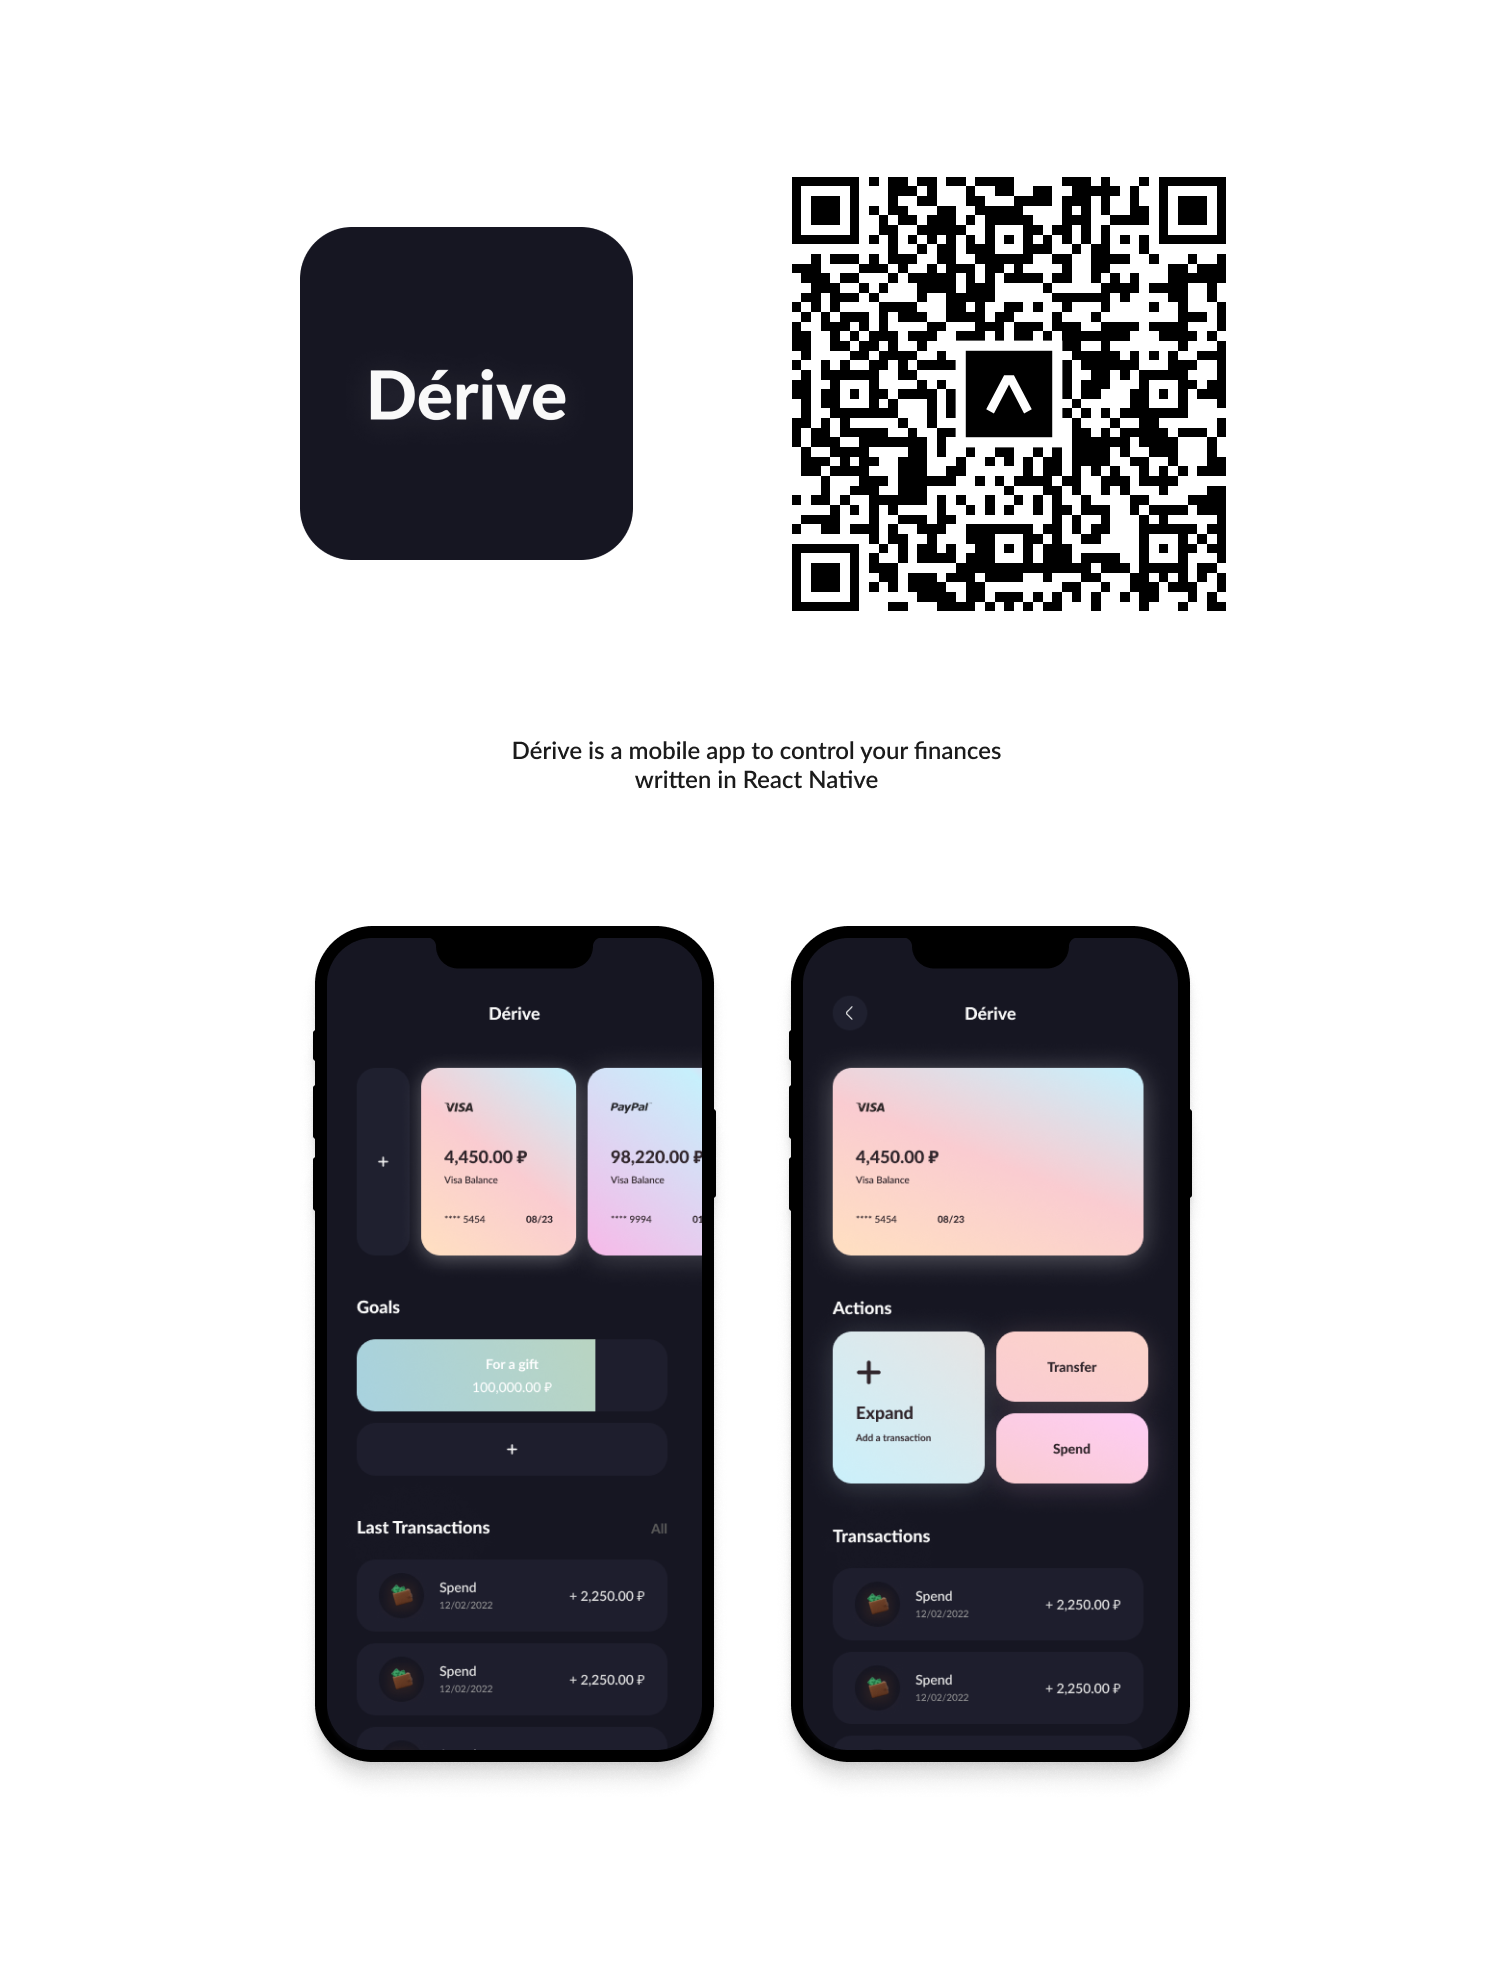 Dérive
Dérive is a mobile app to control your finances
written in React Native
Dérive
+
VISA
4,450.00 ₽
Visa Balance
**** 5454 08/23
PayPal
98,220.00 ₽
Visa Balance
**** 9994 01
Goals
For a gift
100,000.00 ₽
+
Last Transactions All
Spend
12/02/2022
+ 2,250.00 ₽
Spend
12/02/2022
+ 2,250.00 ₽
Dérive
VISA
4,450.00 ₽
Visa Balance
**** 5454 08/23
Actions
+
Expand
Add a transaction
Transfer
Spend
Transactions
Spend
12/02/2022
+ 2,250.00 ₽
Spend
12/02/2022
+ 2,250.00 ₽